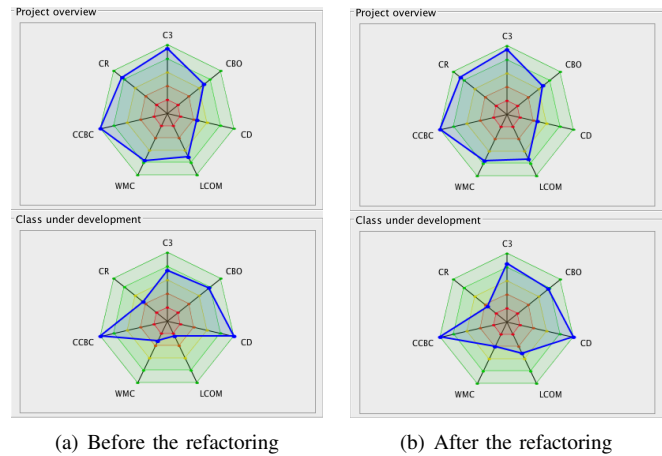 Project overview
C3
CR
CBO
CCBC
CD
WMC
LCOM
Class under development
C3
CR
CBO
CCBC
CD
WMC
LCOM
(a) Before the refactoring
Project overview
C3
CR
CBO
CCBC
CD
WMC
LCOM
Class under development
C3
CR
CBO
CCBC
CD
WMC
LCOM
(b) After the refactoring